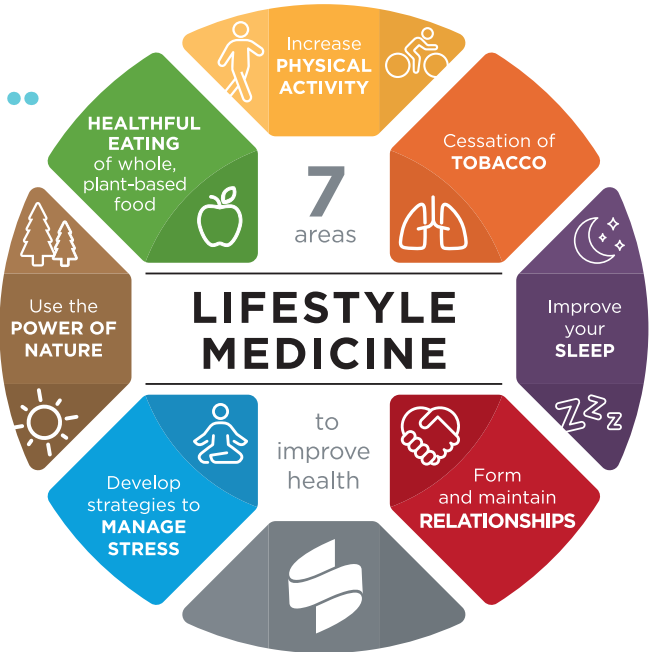 Increase
PHYSICAL
ACTIVITY
HEALTHFUL
EATING
of whole,
plant-based
food
Cessation of
TOBACCO
7
areas
Use the
POWER OF
NATURE
LIFESTYLE
MEDICINE
Improve
your
SLEEP
ZZZ
to
improve
health
Develop
strategies to
MANAGE
STRESS
Form
and maintain
RELATIONSHIPS